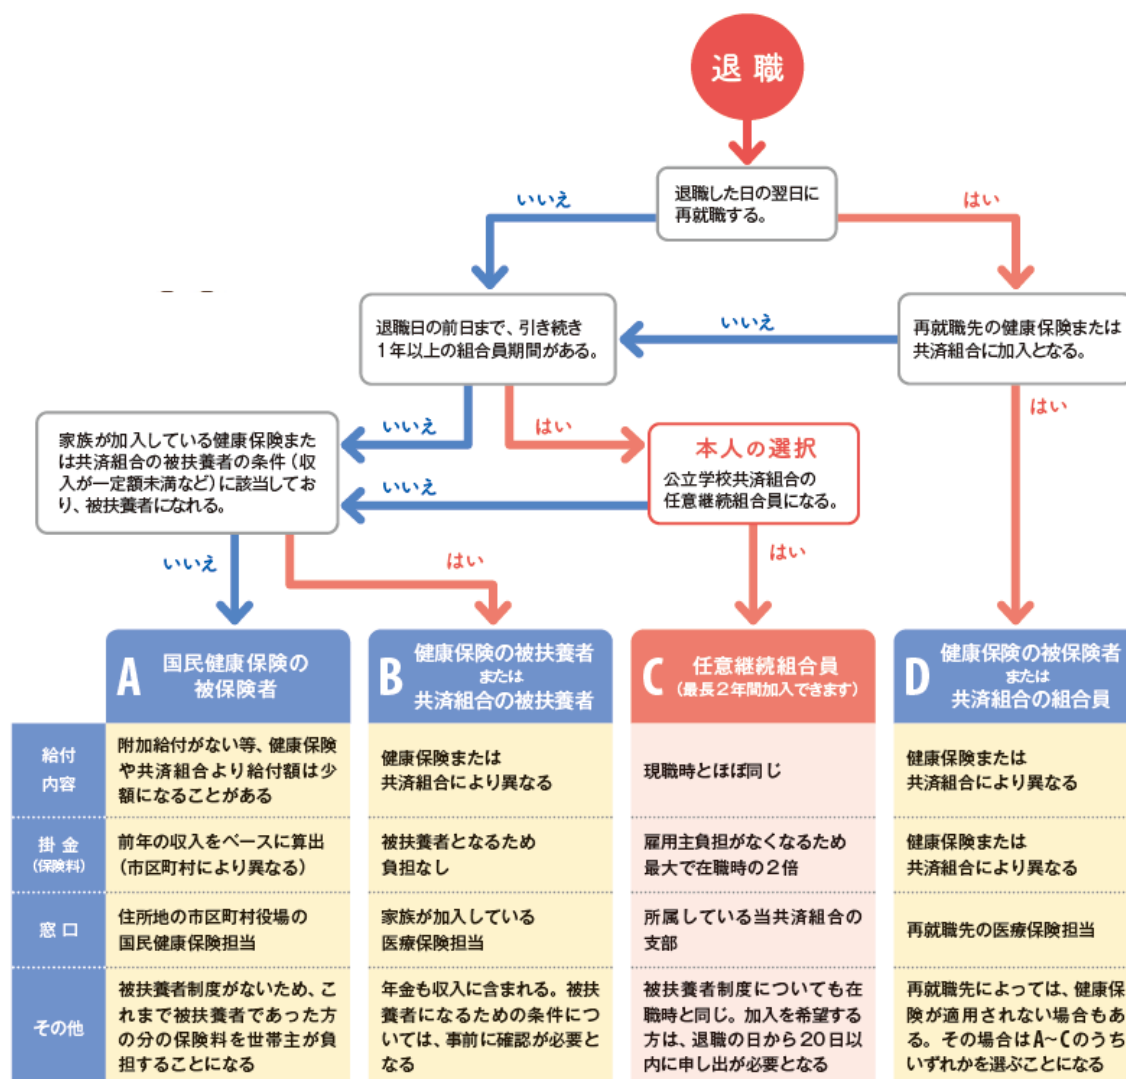 退職
退職した日の翌日に
再就職する。
いいえ
はい
退職日の前日まで、引き続き
1年以上の組合員期間がある。
いいえ
再就職先の健康保険または
共済組合に加入となる。
いいえ
はい
はい
家族が加入している健康保険また
は共済組合の被扶養者の条件(収
入が一定額未満など)に該当してお
り、被扶養者になれる。
いいえ
本人の選択
公立学校共済組合の
任意継続組合員になる。
いいえ
はい
はい
A
国民健康保険の
被保険者
B
健康保険の被扶養者
または
共済組合の被扶養者
C
任意継続組合員
(最長2年間加入できます)
D
健康保険の被保険者
または
共済組合の組合員
給付
内容
附加給付がない等、健康保険
や共済組合より給付額は少
額になることがある
健康保険または
共済組合により異なる
現職時とほぼ同じ
健康保険または
共済組合により異なる
掛金
(保険料)
前年の収入をベースに算出
(市区町村により異なる)
被扶養者となるため
負担なし
雇用主負担がなくなるため
最大で在職時の2倍
健康保険または
共済組合により異なる
窓口
住所地の市区町村役場の
国民健康保険担当
家族が加入している
医療保険担当
所属している当共済組合の
支部
再就職先の医療保険担当
その他
被扶養者制度がないため、こ
れまで被扶養者であった方
の分の保険料を世帯主が負
担することになる
年金も収入に含まれる。被扶
養者になるための条件につ
いては、事前に確認が必要と
なる
被扶養者制度についても在
職時と同じ。加入を希望する
方は、退職の日から20日以
内に申し出が必要となる
再就職先によっては、健康保
険が適用されない場合もあ
る。その場合はA~Cのうち
いずれかを選ぶことになる